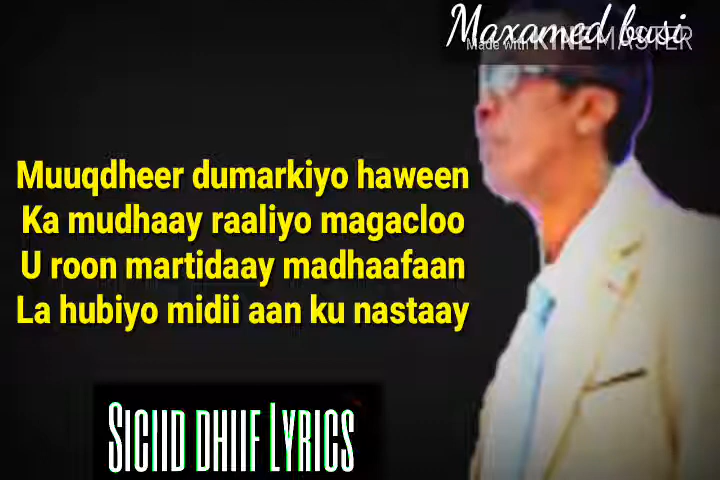 Maxamed busi
Made with KINEMASTER
Muuqdheer dumarkiyo haween
Ka mudhaay raaliyo magacloo
U roon martidaay madhaafaan
La hubiyo midii aan ku nastaay
SICIID DHIIF LYRICS